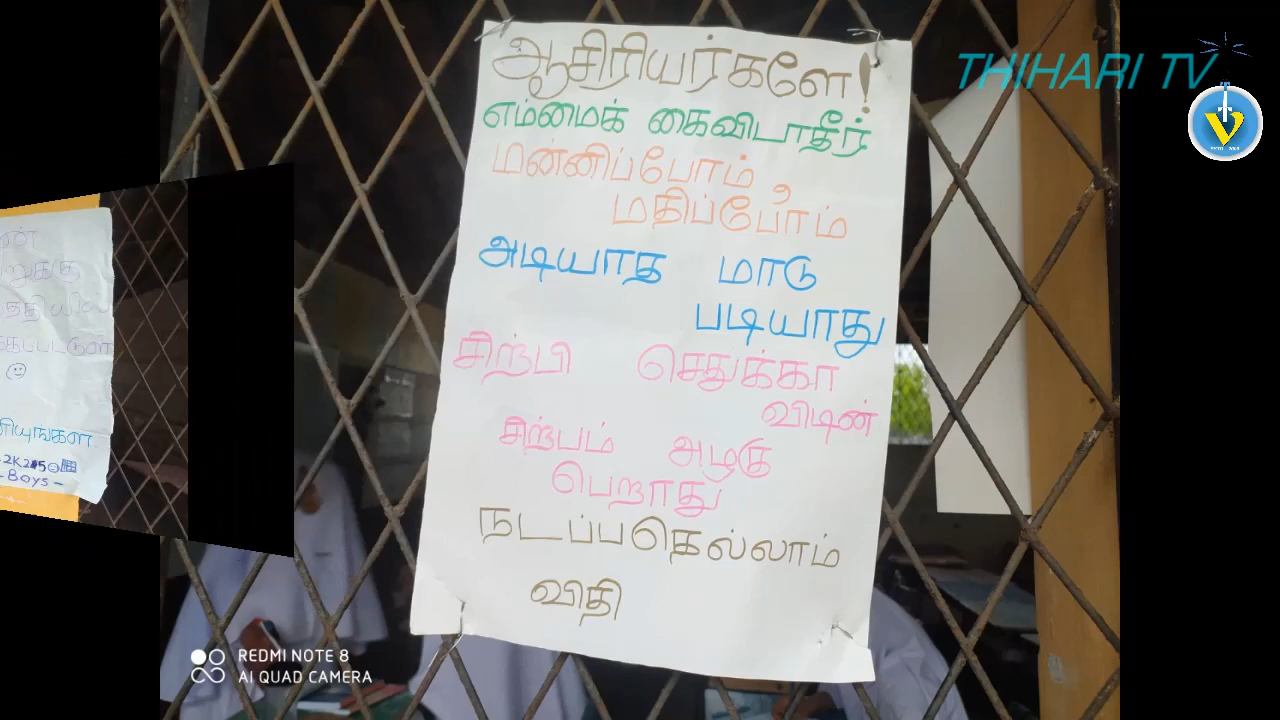 ஆசிரியர்களே!
எம்மைக் கைவிடாதீர்
மன்னிப்போம்,
மதிப்போம்
அடியாத மாடு
படியாது
சிற்பி செதுக்கா
விடின்
சிற்பம் அழகு
பெறாது
நடப்பதெல்லாம்
விதி
THIHARI TV
- Boys -
REDMI NOTE 8
AI QUAD CAMERA